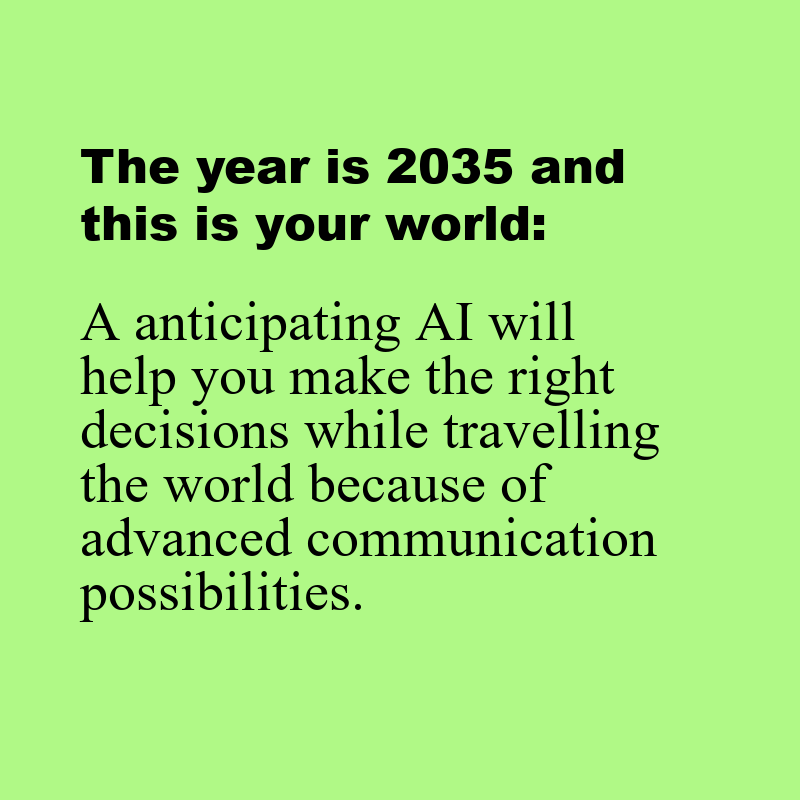 The year is 2035 and
this is your world:
A anticipating AI will
help you make the right
decisions while travelling
the world because of
advanced communication
possibilities.